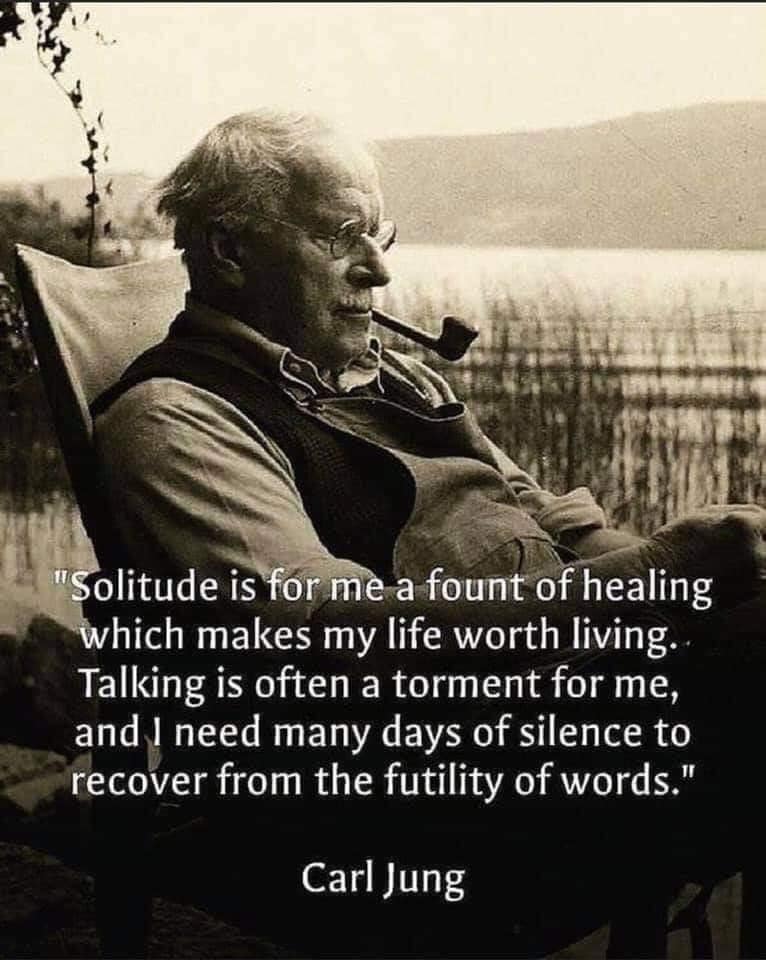 "Solitude is for me a fount of healing
which makes my life worth living.
Talking is often a torment for me,
and I need many days of silence to
recover from the futility of words."
Carl Jung